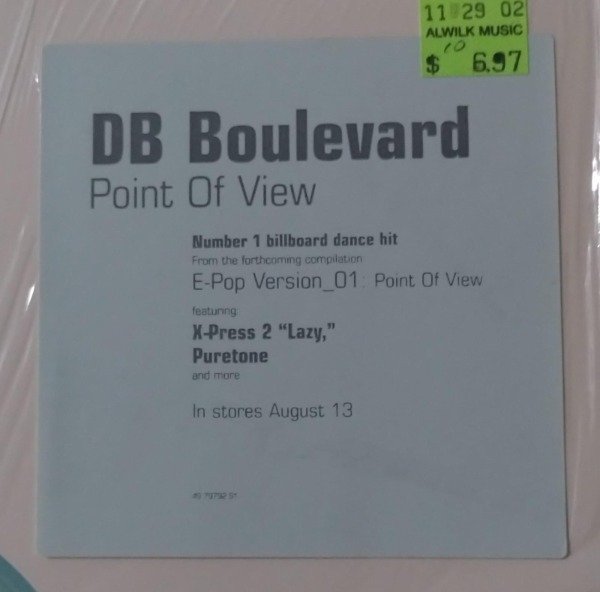 11 29 02
ALWILK MUSIC
10
$ 6.97
DB Boulevard
Point Of View
Number 1 billboard dance hit
From the forthcoming compilation
E-Pop Version_01: Point Of View
featuring:
X-Press 2 “Lazy,”
Puretone
and more
In stores August 13